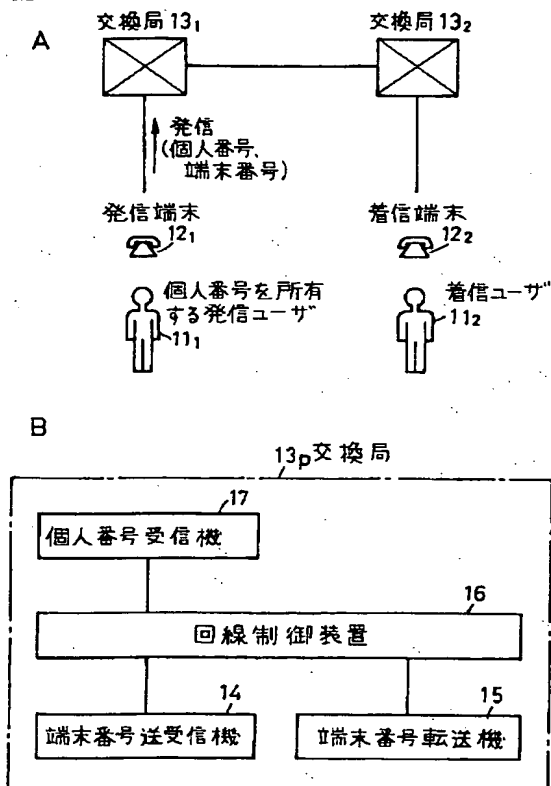 A
交換局 13₁
交換局 13₂
発信
(個人番号、
端末番号)
発信端末
12₁
着信端末
12₂
個人番号を所有
する発信ユーザ
11₁
着信ユーザ
11₂
B
13p 交換局
17
個人番号受信機
16
回線制御装置
14
端末番号送受信機
15
端末番号転送機